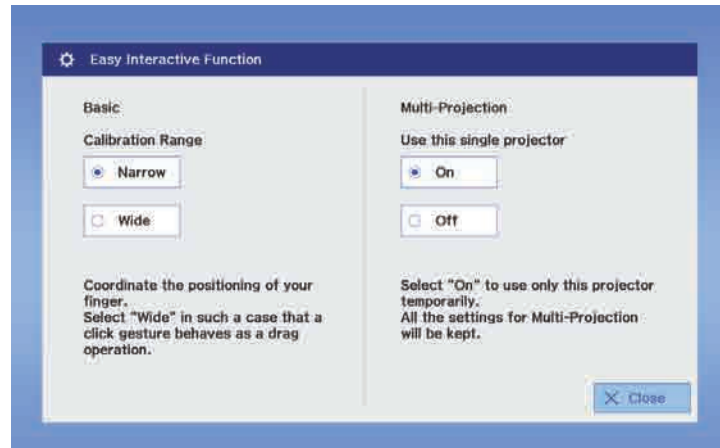 Easy Interactive Function
Basic
Calibration Range
Narrow
Wide
Coordinate the positioning of your
finger.
Select "Wide" in such a case that a
click gesture behaves as a drag
operation.
Multi-Projection
Use this single projector
On
Off
Select "On" to use only this projector
temporarily.
All the settings for Multi-Projection
will be kept.
Close